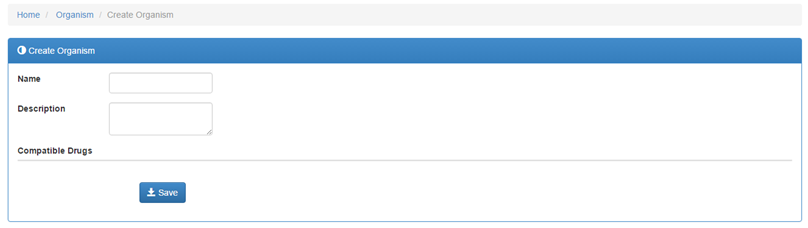 Home / Organism / Create Organism
Create Organism
Name
Description
Compatible Drugs
Save